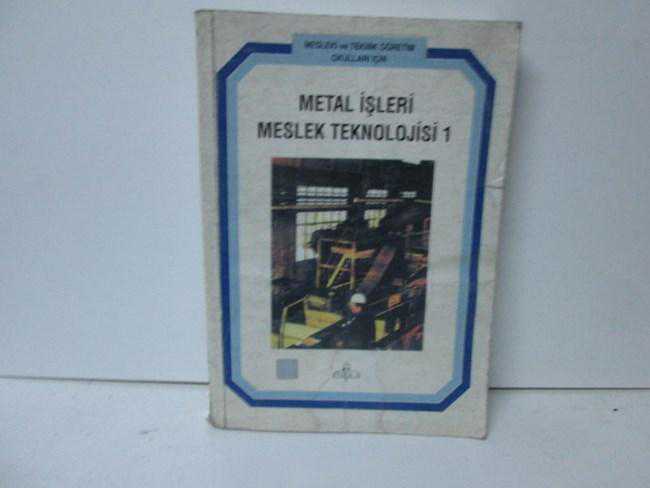 MESLEKİ ve TEKNİK ÖĞRETİM
OKULLARI İÇİN
METAL İŞLERİ
MESLEK TEKNOLOJİSİ 1